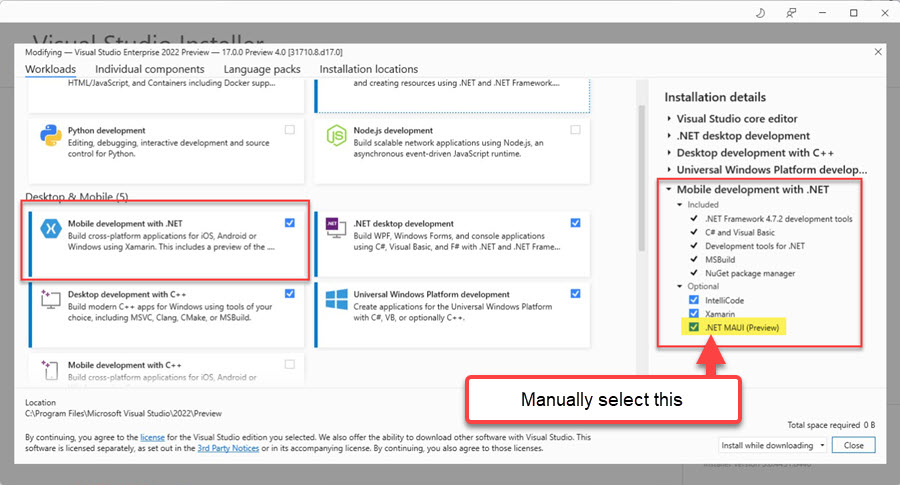 Visual Studio Installer
Modifying — Visual Studio Enterprise 2022 Preview — 17.0.0 Preview 4.0 [31710.8.d17.0]
Workloads Individual components Language packs Installation locations
HTML/JavaScript, and Containers including Docker supp...
and creating resources using .NET and .NET Framework....
Python development
Editing, debugging, interactive development and source
control for Python.
Node.js development
Build scalable network applications using Node.js, an
asynchronous event-driven JavaScript runtime.
Desktop & Mobile (5)
Mobile development with .NET
Build cross-platform applications for iOS, Android or
Windows using Xamarin. This includes a preview of the ....
.NET desktop development
Build WPF, Windows Forms, and console applications
using C#, Visual Basic, and F# with .NET and .NET Frame...
Desktop development with C++
Build modern C++ apps for Windows using tools of your
choice, including MSVC, Clang, CMake, or MSBuild.
Universal Windows Platform development
Create applications for the Universal Windows Platform
with C#, VB, or optionally C++.
Mobile development with C++
Build cross-platform applications for iOS, Android or
Installation details
Visual Studio core editor
.NET desktop development
Desktop development with C++
Universal Windows Platform develop...
Mobile development with .NET
Included
.NET Framework 4.7.2 development tools
C# and Visual Basic
Development tools for .NET
MSBuild
NuGet package manager
Optional
IntelliCode
Xamarin
.NET MAUI (Preview)
Manually select this
Location
C:\Program Files\Microsoft Visual Studio\2022\Preview
By continuing, you agree to the license for the Visual Studio edition you selected. We also offer the ability to download other software with Visual Studio. This
software is licensed separately, as set out in the 3rd Party Notices or in its accompanying license. By continuing, you also agree to those licenses.
Total space required 0 B
Install while downloading Close